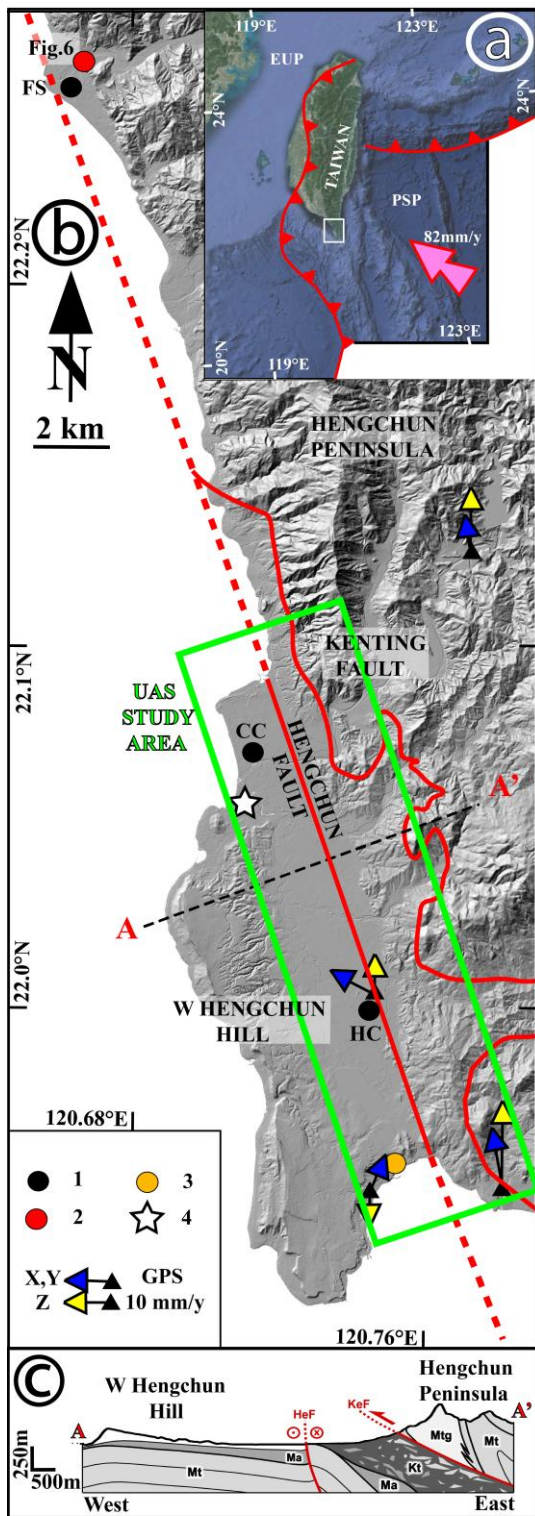 119°E
123°E
a
EUP
24°N
24°N
TAIWAN
PSP
82mm/y
123°E
20°N
119°E
Fig.6
FS
b
22.2°N
N
2 km
HENGCHUN
PENINSULA
KENTING
FAULT
22.1°N
UAS
STUDY
AREA
CC
HENGCHUN
FAULT
A'
A
22.0°N
W HENGCHUN
HILL
HC
120.68°E
1
3
2
4
X,Y
GPS
Z
10 mm/y
120.76°E
C
W Hengchun
Hill
Hengchun
Peninsula
A
HeF
KeF
A'
Mtg
Mt
Ma
Kt
Mt
Ma
250m
500m
West
East